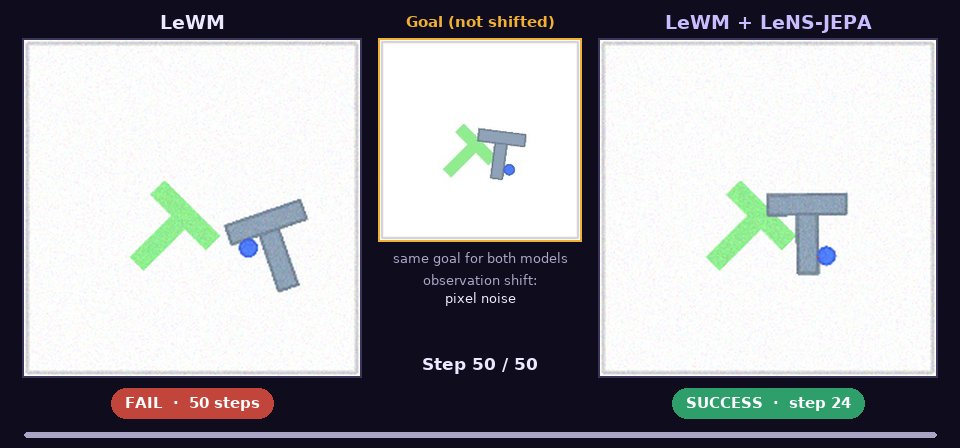 LeWM
Goal (not shifted)
LeWM + LeNS-JEPA
same goal for both models
observation shift:
pixel noise
Step 50 / 50
FAIL · 50 steps
SUCCESS · step 24